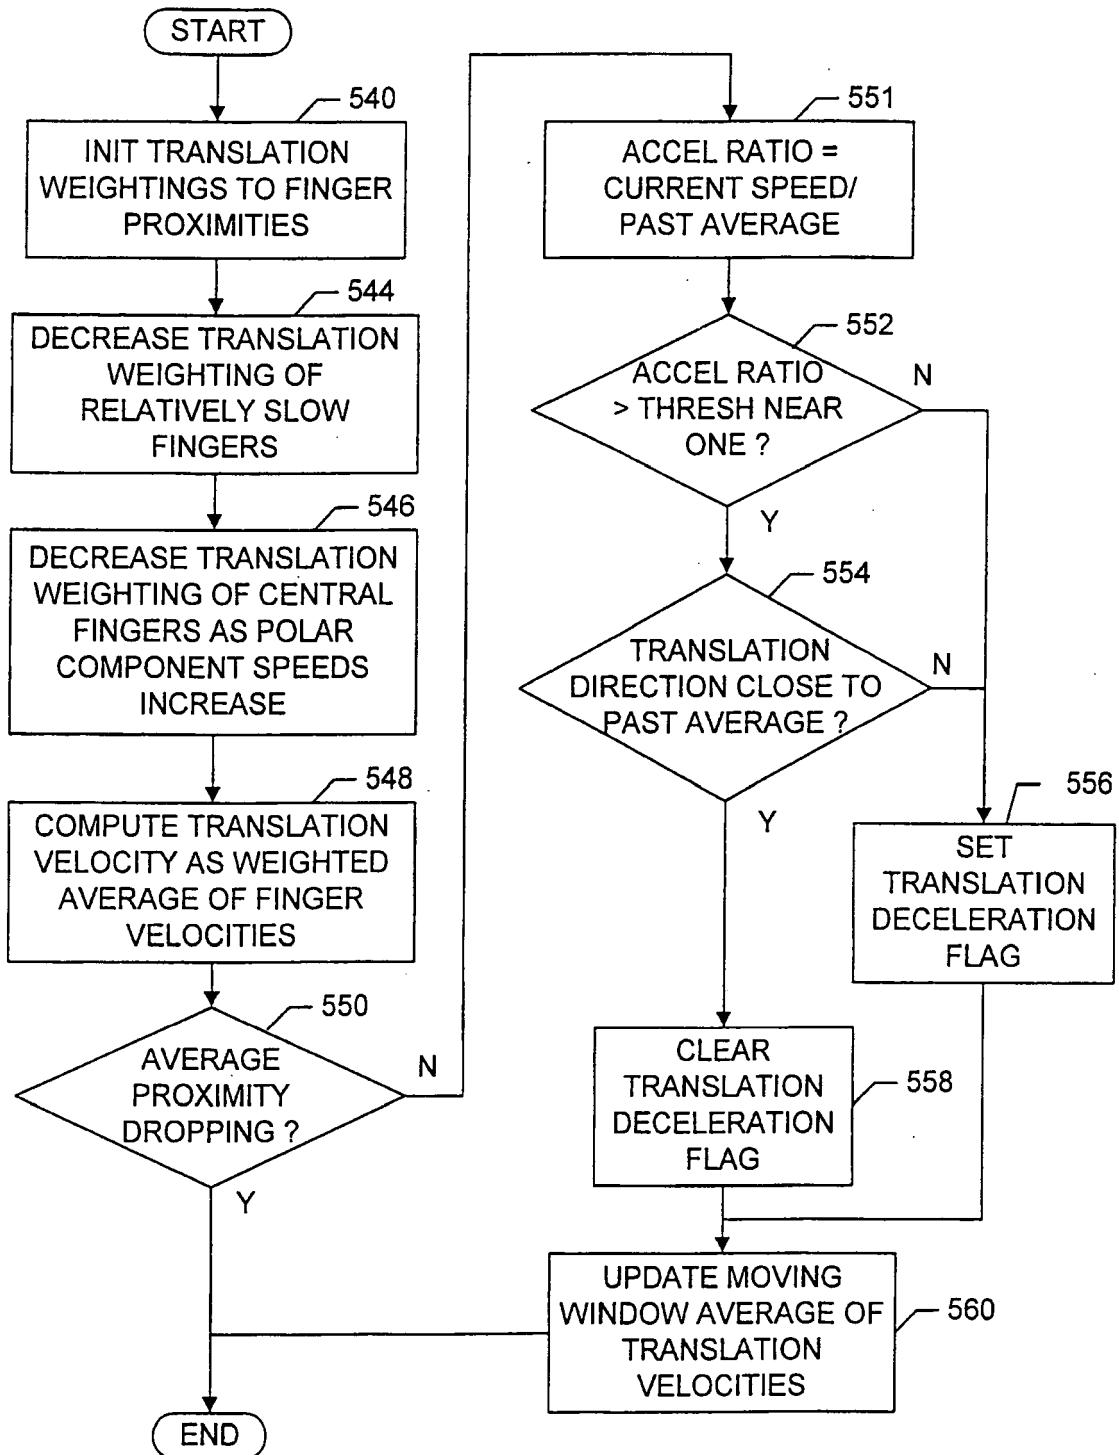 START
540
INIT TRANSLATION
WEIGHTINGS TO FINGER
PROXIMITIES
544
DECREASE TRANSLATION
WEIGHTING OF
RELATIVELY SLOW
FINGERS
546
DECREASE TRANSLATION
WEIGHTING OF CENTRAL
FINGERS AS POLAR
COMPONENT SPEEDS
INCREASE
548
COMPUTE TRANSLATION
VELOCITY AS WEIGHTED
AVERAGE OF FINGER
VELOCITIES
550
AVERAGE
PROXIMITY
DROPPING ?
N
Y
551
ACCEL RATIO =
CURRENT SPEED/
PAST AVERAGE
552
ACCEL RATIO
> THRESH NEAR
ONE ?
N
Y
554
TRANSLATION
DIRECTION CLOSE TO
PAST AVERAGE ?
N
Y
556
SET
TRANSLATION
DECELERATION
FLAG
558
CLEAR
TRANSLATION
DECELERATION
FLAG
560
UPDATE MOVING
WINDOW AVERAGE OF
TRANSLATION
VELOCITIES
END